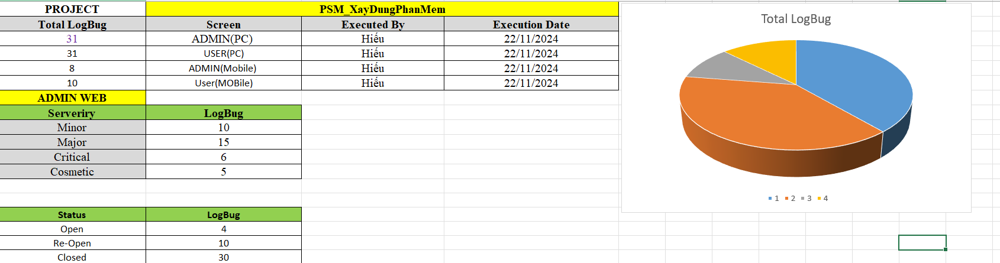 PROJECT PSM_XayDungPhanMem
Total LogBug Screen Executed By Execution Date
31 ADMIN(PC) Hiếu 22/11/2024
31 USER(PC) Hiếu 22/11/2024
8 ADMIN(Mobile) Hiếu 22/11/2024
10 User(MOBile) Hiếu 22/11/2024
ADMIN WEB
Serveriry LogBug
Minor 10
Major 15
Critical 6
Cosmetic 5
Status LogBug
Open 4
Re-Open 10
Closed 30
Total LogBug
1 2 3 4